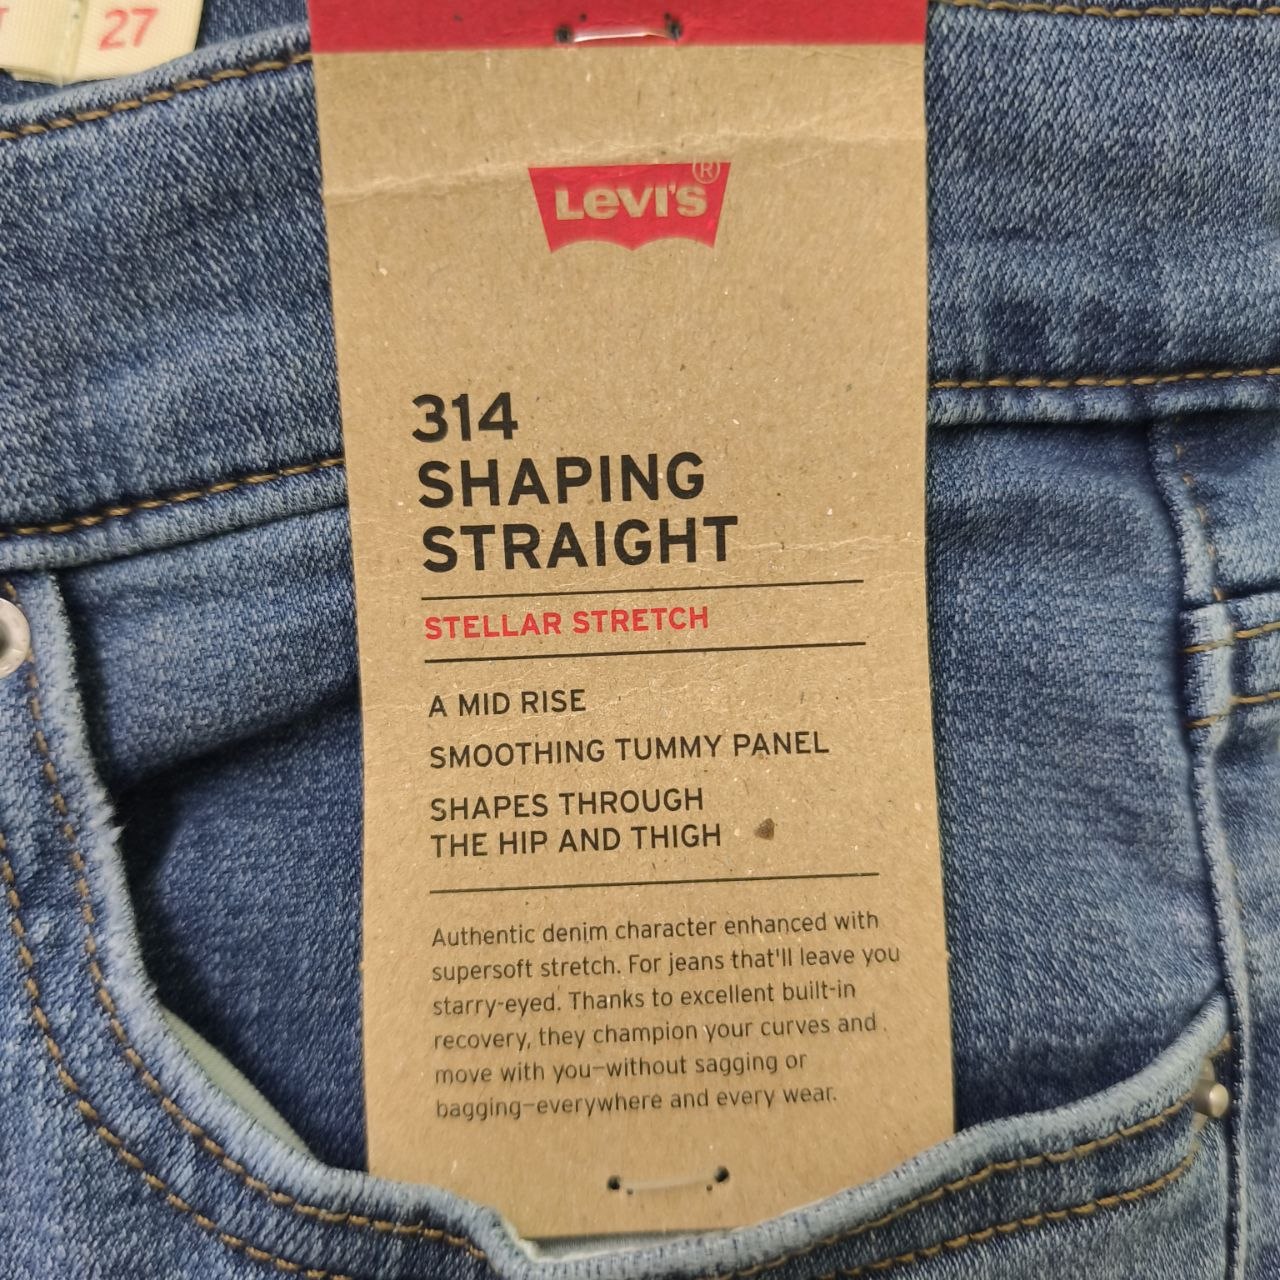 27
Levi's®
314
SHAPING
STRAIGHT
STELLAR STRETCH
A MID RISE
SMOOTHING TUMMY PANEL
SHAPES THROUGH
THE HIP AND THIGH
Authentic denim character enhanced with
supersoft stretch. For jeans that'll leave you
starry-eyed. Thanks to excellent built-in
recovery, they champion your curves and
move with you—without sagging or
bagging—everywhere and every wear.